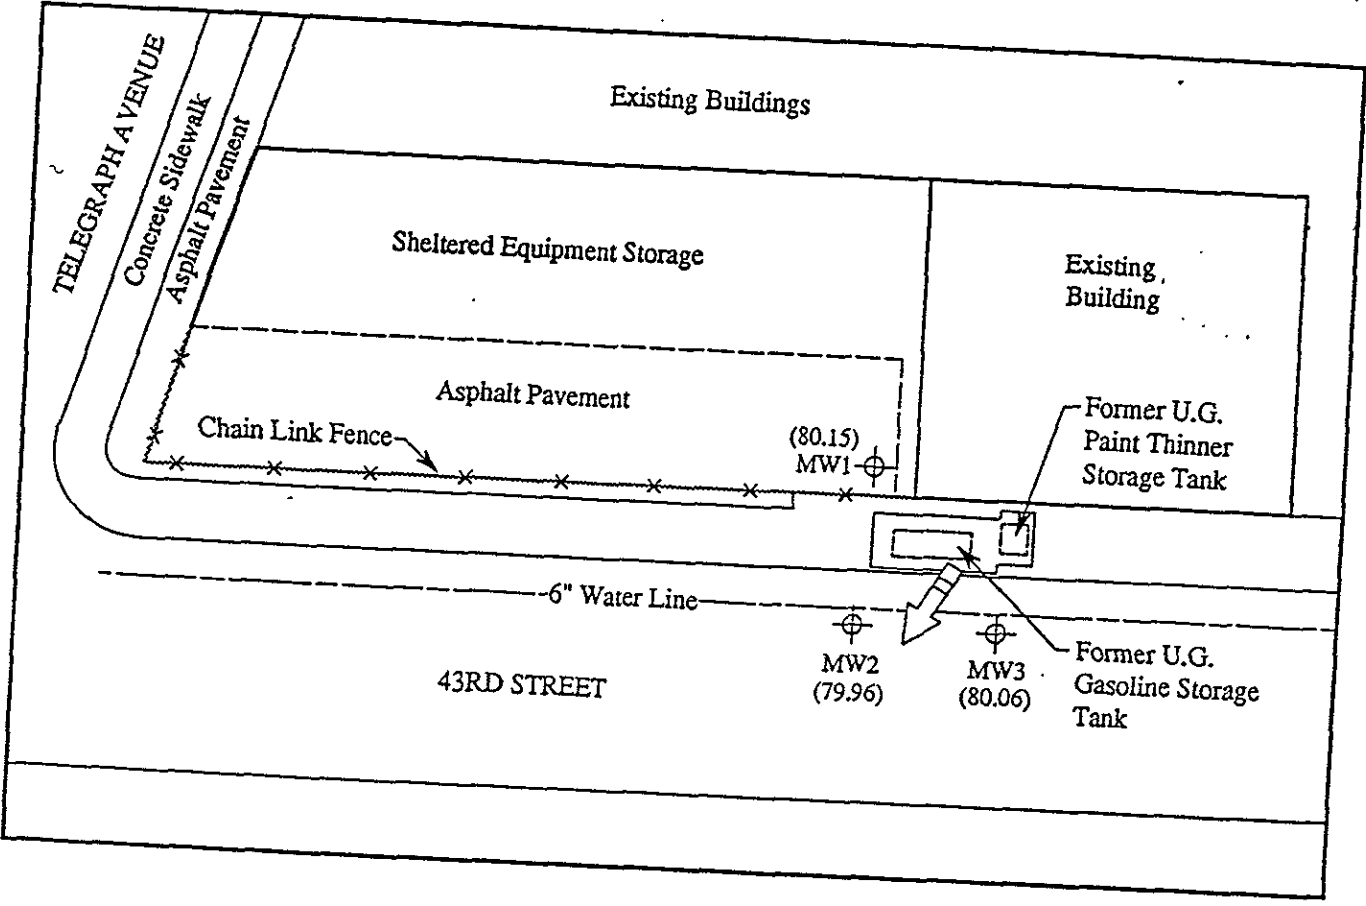 Existing Buildings
TELEGRAPH AVENUE
Concrete Sidewalk
Asphalt Pavement
Sheltered Equipment Storage
Existing
Building
Asphalt Pavement
Chain Link Fence
(80.15)
MW1
Former U.G.
Paint Thinner
Storage Tank
6" Water Line
MW2
(79.96)
MW3
(80.06)
Former U.G.
Gasoline Storage
Tank
43RD STREET